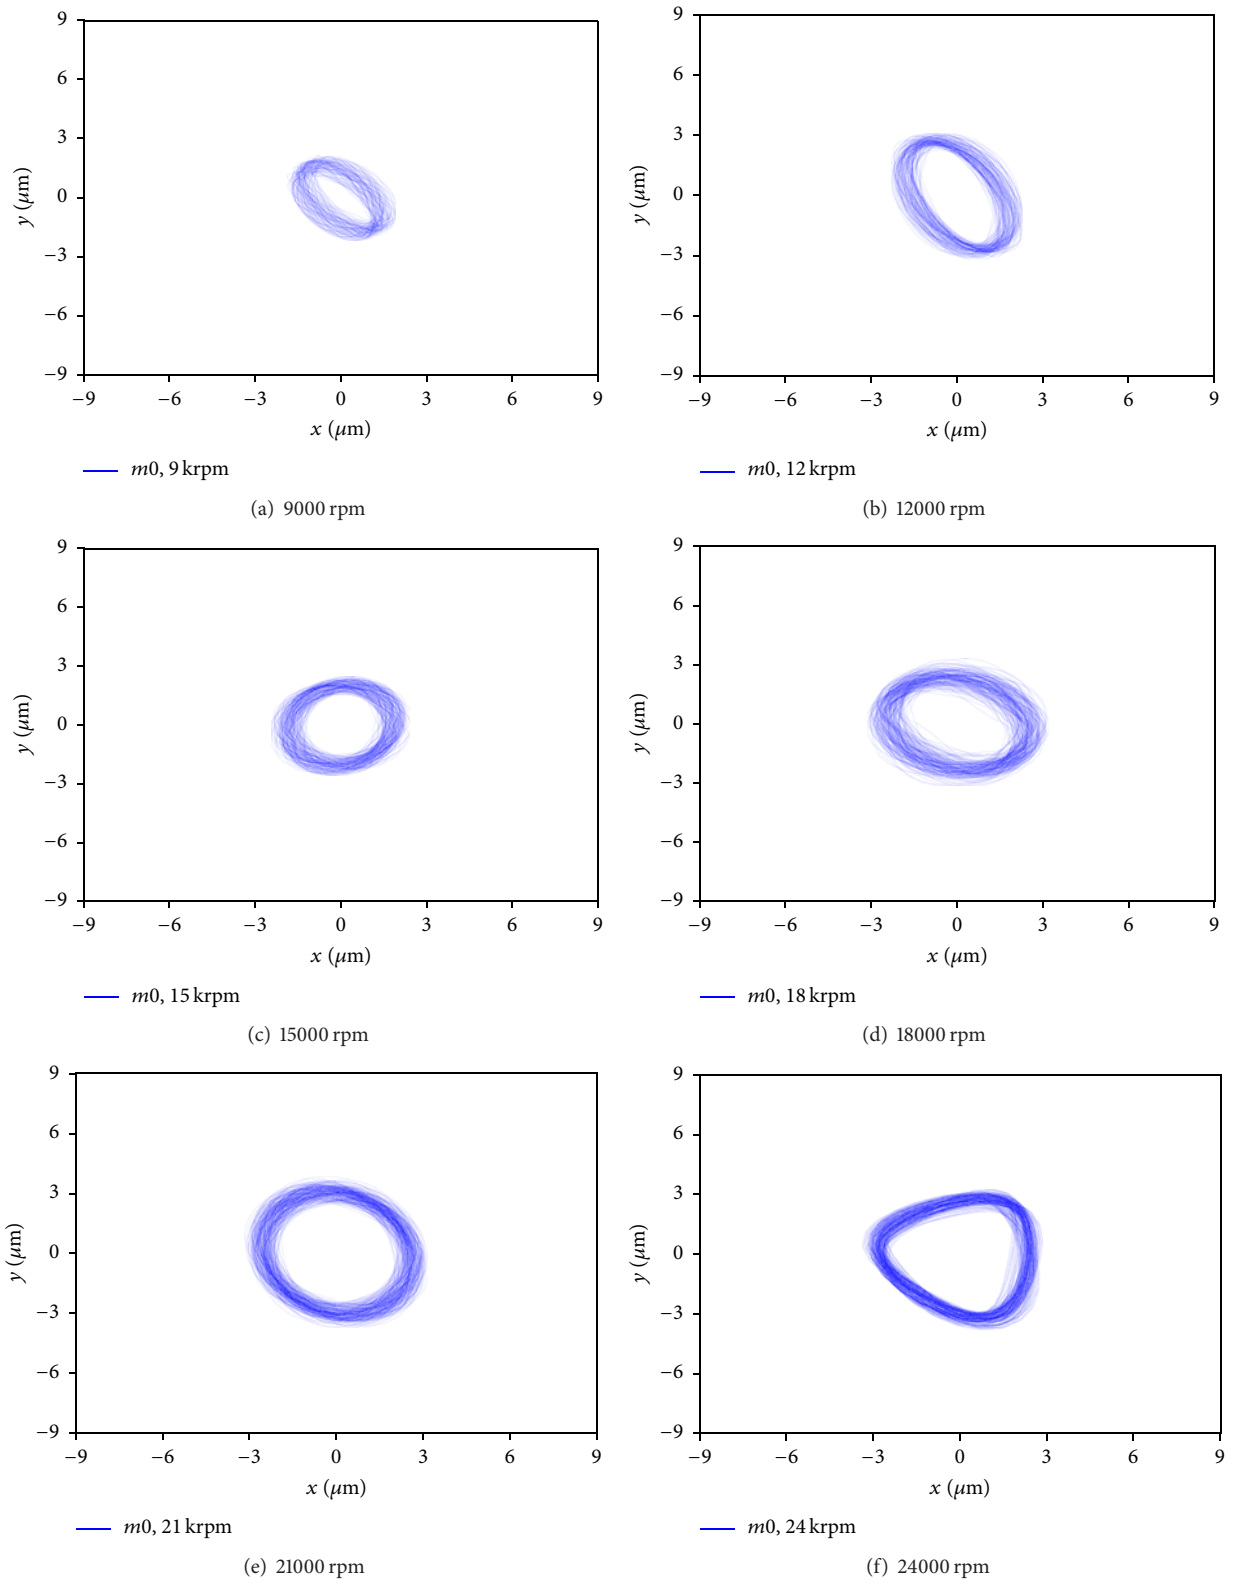 9
6
3
0
−3
−6
−9
y (μm)
−9 −6 −3 0 3 6 9
x (μm)
m0, 9 krpm
(a) 9000 rpm
9
6
3
0
−3
−6
−9
y (μm)
−9 −6 −3 0 3 6 9
x (μm)
m0, 12 krpm
(b) 12000 rpm
9
6
3
0
−3
−6
−9
y (μm)
−9 −6 −3 0 3 6 9
x (μm)
m0, 15 krpm
(c) 15000 rpm
9
6
3
0
−3
−6
−9
y (μm)
−9 −6 −3 0 3 6 9
x (μm)
m0, 18 krpm
(d) 18000 rpm
9
6
3
0
−3
−6
−9
y (μm)
−9 −6 −3 0 3 6 9
x (μm)
m0, 21 krpm
(e) 21000 rpm
9
6
3
0
−3
−6
−9
y (μm)
−9 −6 −3 0 3 6 9
x (μm)
m0, 24 krpm
(f) 24000 rpm